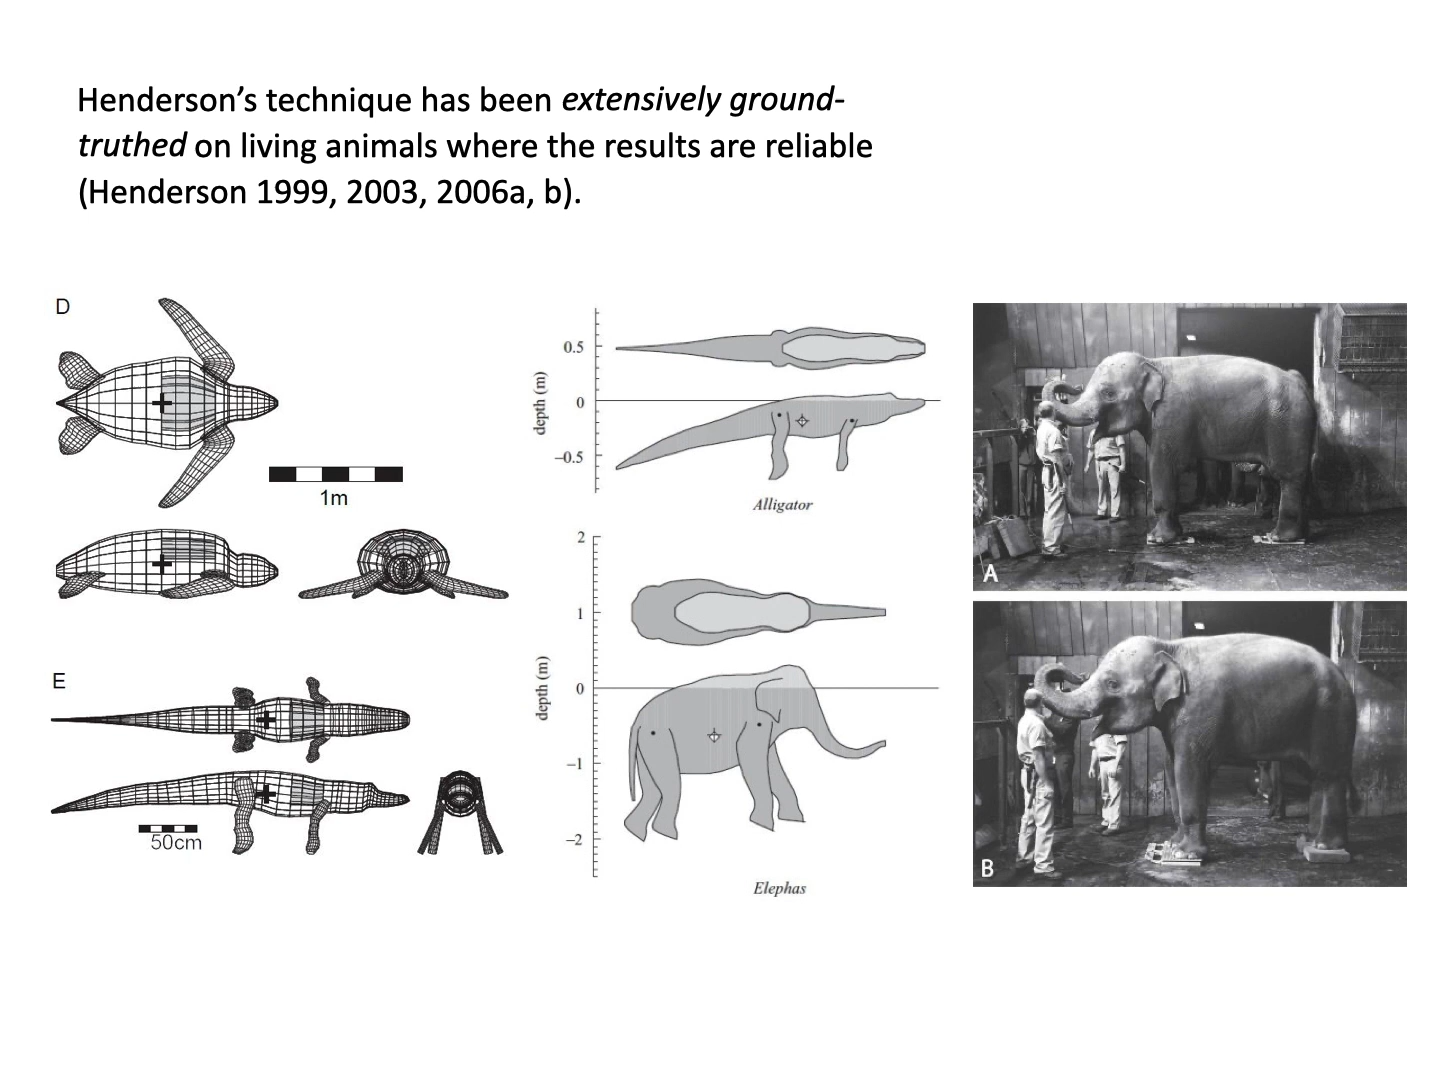 Henderson’s technique has been extensively ground-
truthed on living animals where the results are reliable
(Henderson 1999, 2003, 2006a, b).
D
1m
E
50cm
0.5
0
–0.5
depth (m)
Alligator
2
1
0
–1
–2
depth (m)
Elephas
A
B